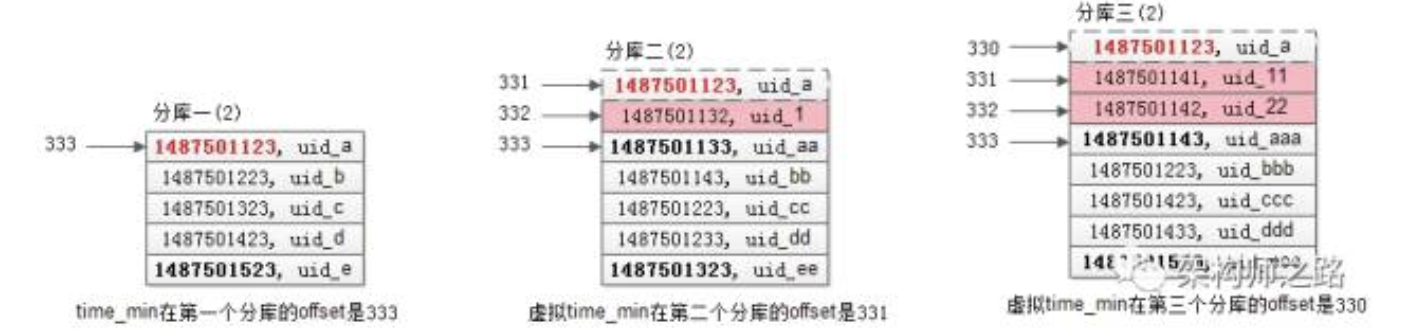 分库一(2)
333
1487501123, uid_a
1487501223, uid_b
1487501323, uid_c
1487501423, uid_d
1487501523, uid_e
time_min在第一个分库的offset是333
分库二(2)
331
1487501123, uid_a
332
1487501132, uid_1
333
1487501133, uid_aa
1487501143, uid_bb
1487501223, uid_cc
1487501233, uid_dd
1487501323, uid_ee
虚拟time_min在第二个分库的offset是331
分库三(2)
330
1487501123, uid_a
331
1487501141, uid_11
332
1487501142, uid_22
333
1487501143, uid_aaa
1487501223, uid_bbb
1487501423, uid_ccc
1487501433, uid_ddd
架构师之路
虚拟time_min在第三个分库的offset是330